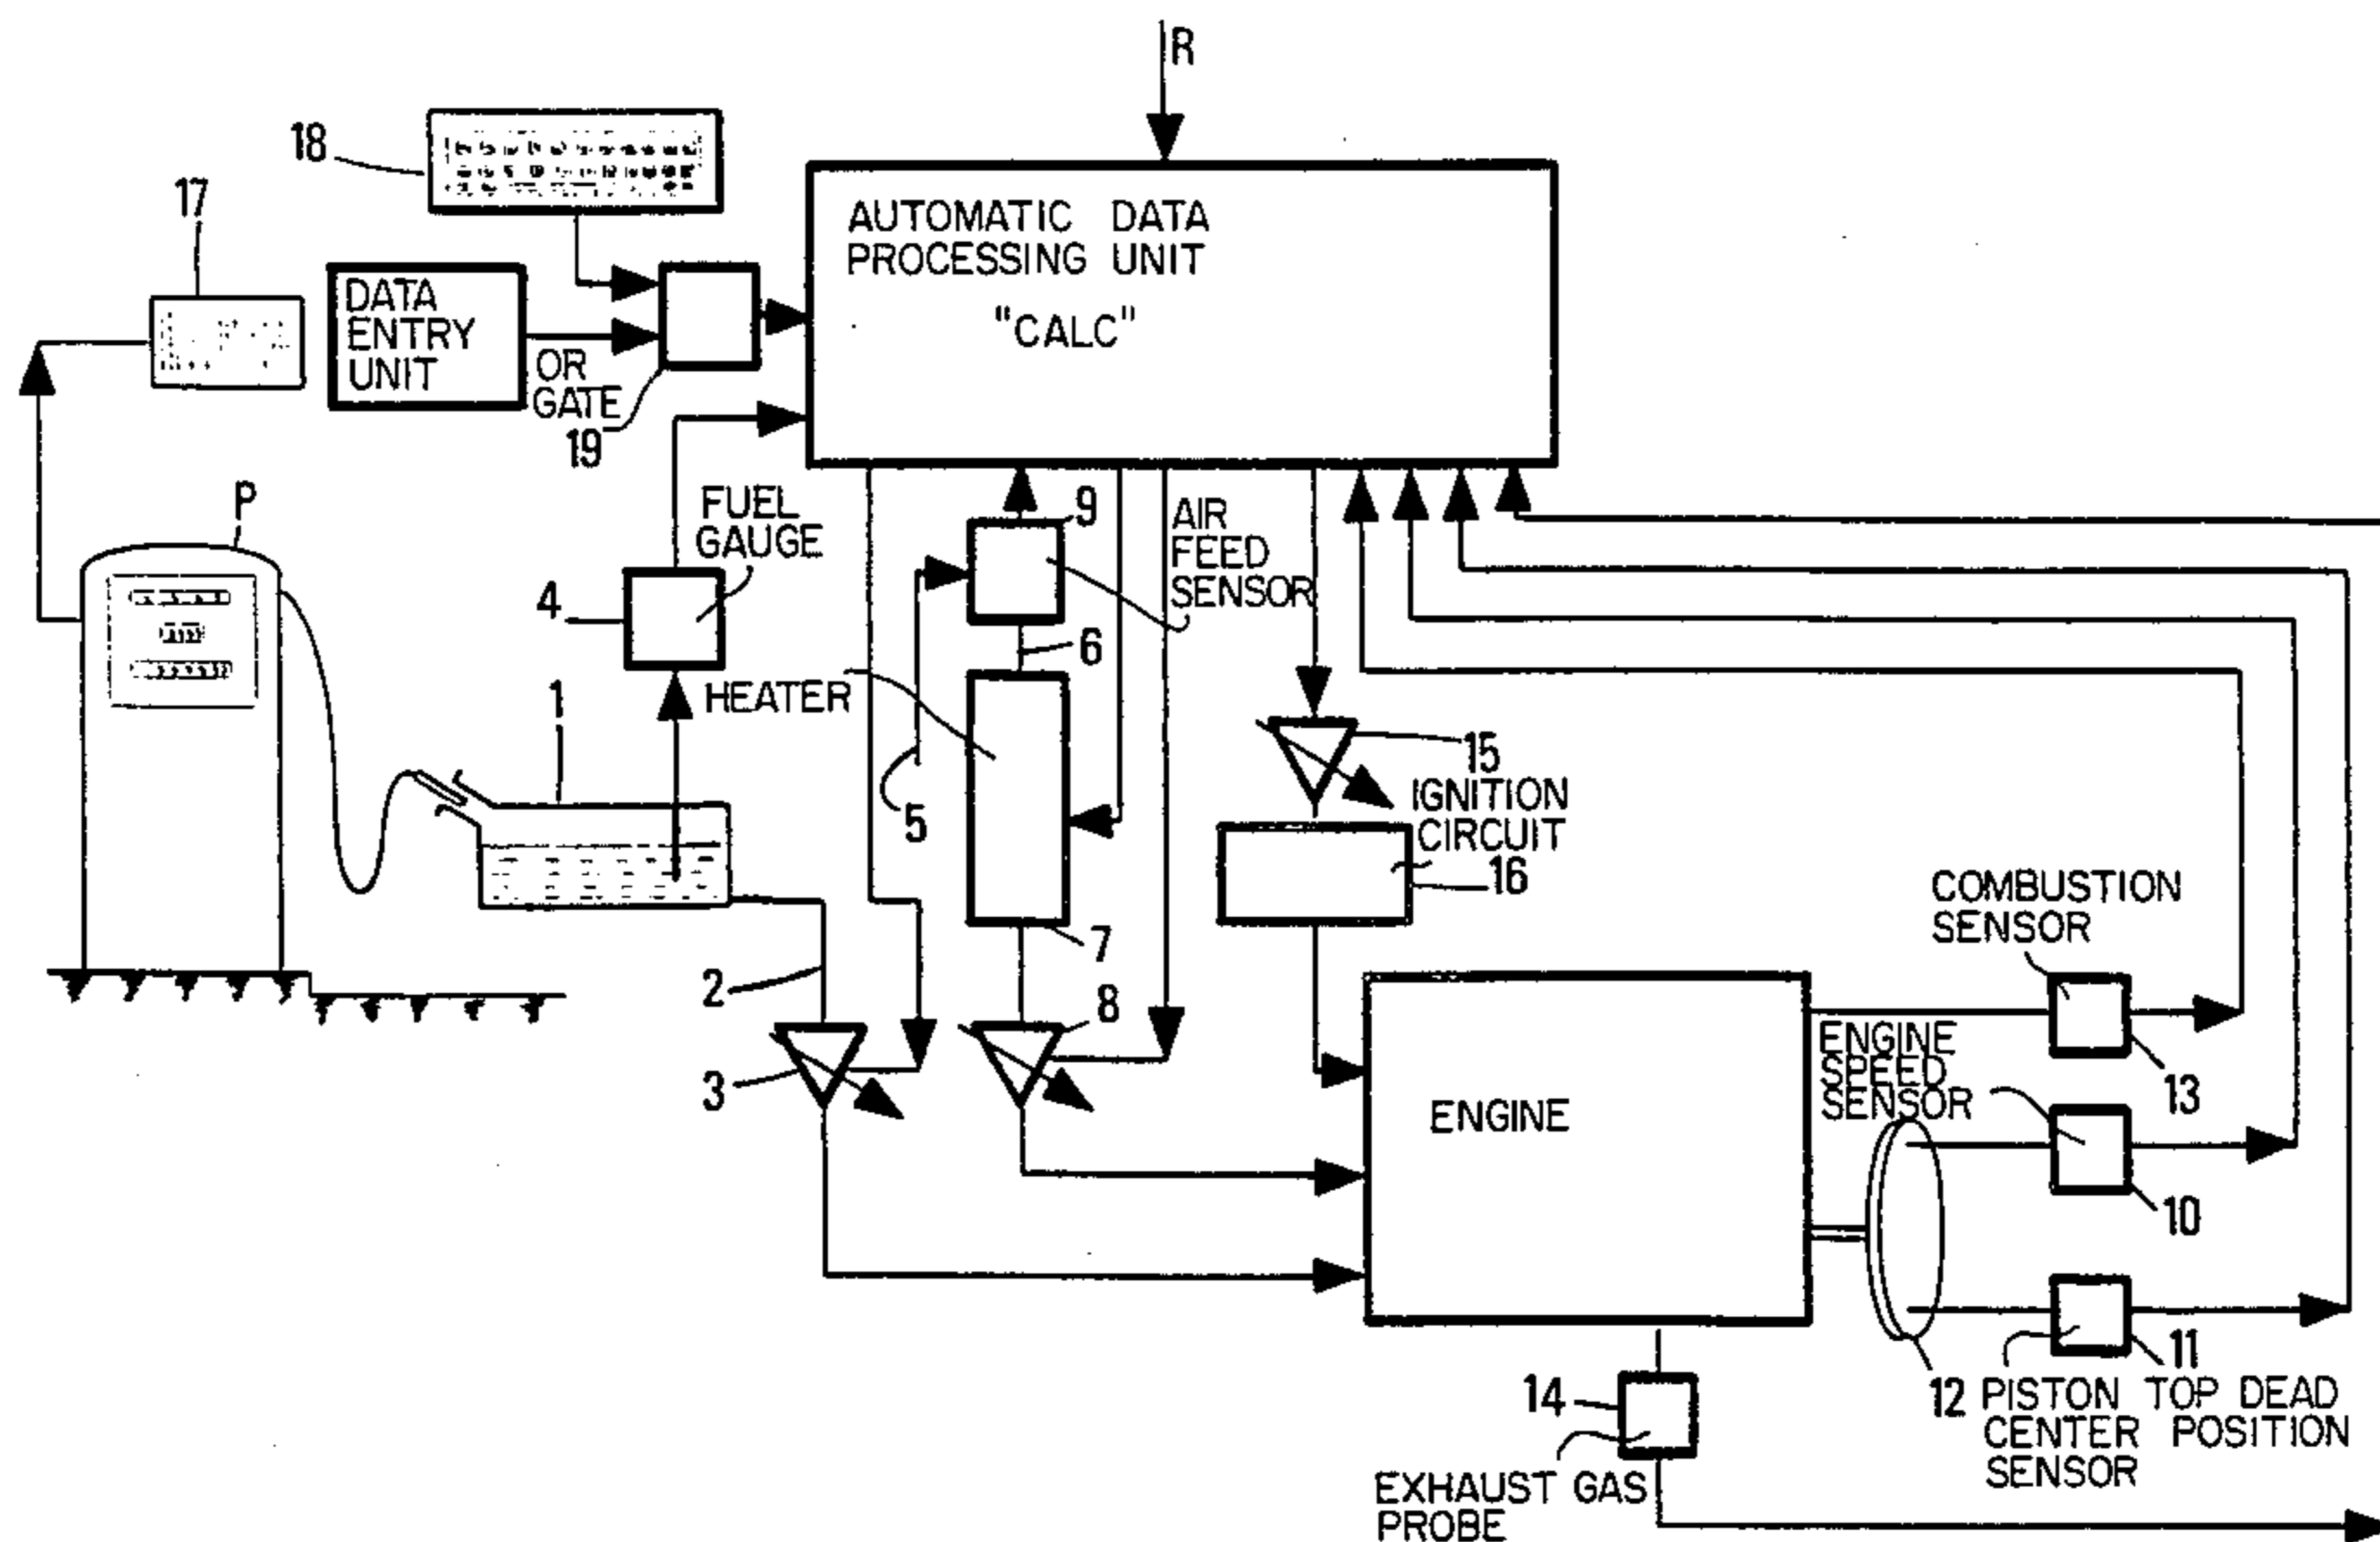 R
18
17
AUTOMATIC DATA
PROCESSING UNIT
"CALC"
DATA
ENTRY
UNIT
OR
GATE
19
P
FUEL
GAUGE
4
9
AIR
FEED
SENSOR
6
HEATER
1
5
15
IGNITION
CIRCUIT
16
7
2
8
3
COMBUSTION
SENSOR
13
ENGINE
SPEED
SENSOR
ENGINE
10
11
12
PISTON TOP DEAD
CENTER POSITION
SENSOR
14
EXHAUST GAS
PROBE